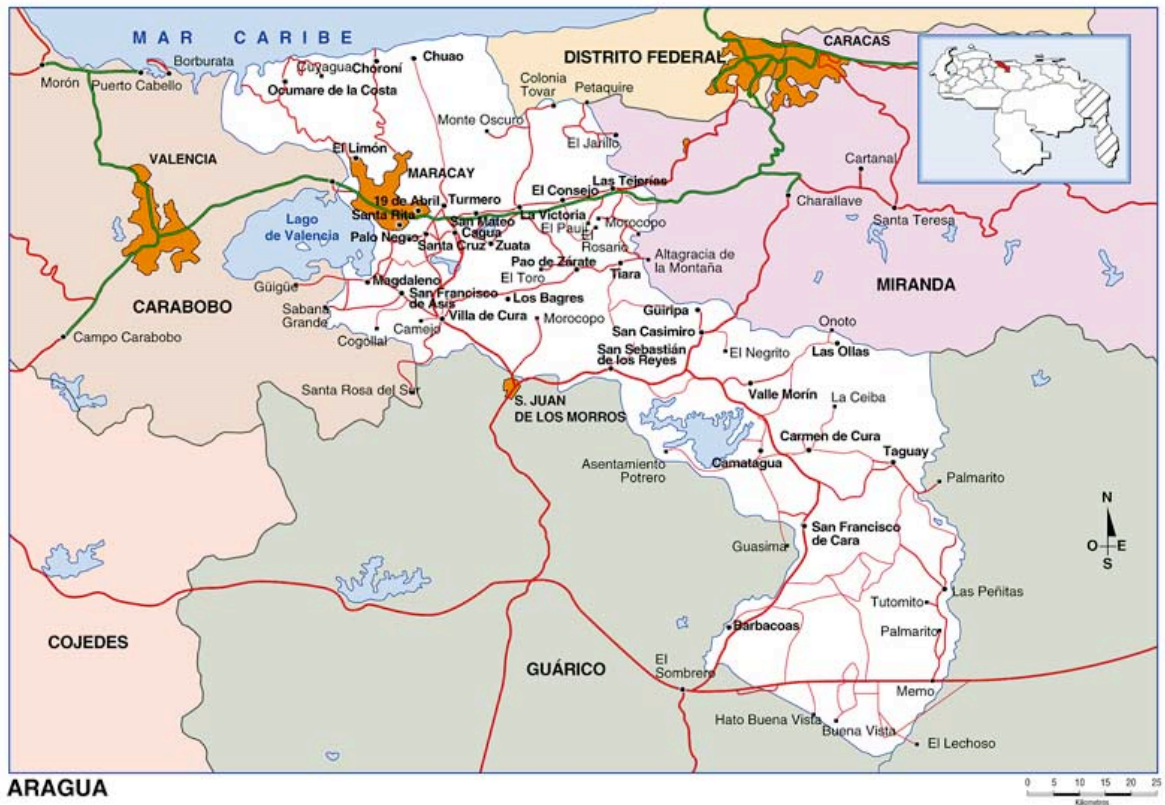 MAR CARIBE
Morón
Puerto Cabello
Borburata
Cuyagua
Choroní
Chuao
Ocumare de la Costa
DISTRITO FEDERAL
CARACAS
Colonia
Tovar
Petaquire
Monte Oscuro
El Jarillo
VALENCIA
El Limón
MARACAY
Cartanal
19 de Abril
Turmero
El Consejo
Las Tejerías
Charallave
Santa Teresa
Lago
de Valencia
Santa Rita
San Mateo
La Victoria
El Pauji
Morocopo
El
Rosario
Palo Negro
Cagua
Santa Cruz
Zuata
Pao de Zárate
Altagracia de
la Montaña
El Toro
Tiara
MIRANDA
Güigüe
Magdaleno
San Francisco
de Asís
Los Bagres
CARABOBO
Sabana
Grande
Villa de Cura
Morocopo
Güiripa
Camejo
San Casimiro
Onoto
Campo Carabobo
Cogollal
San Sebastián
de los Reyes
El Negrito
Las Ollas
Santa Rosa del Sur
S. JUAN
DE LOS MORROS
Valle Morín
La Ceiba
Carmen de Cura
Asentamiento
Potrero
Camatagua
Taguay
Palmarito
San Francisco
de Cara
Guasima
N
O E
S
Las Peñitas
Tutomito
Barbacoas
Palmarito
COJEDES
GUÁRICO
El
Sombrero
Memo
Hato Buena Vista
Buena Vista
El Lechoso
ARAGUA
0 5 10 15 20 25
Kilometros